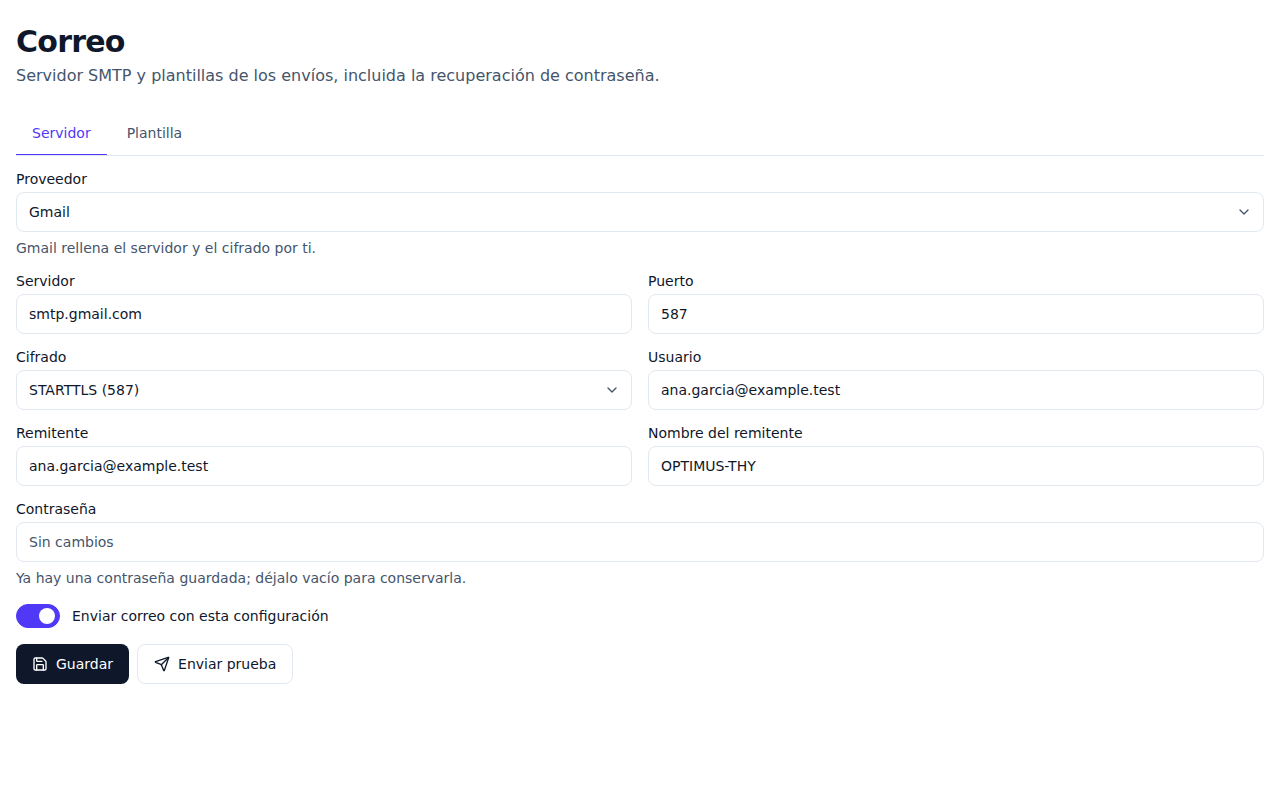 Correo
Servidor SMTP y plantillas de los envíos, incluida la recuperación de contraseña.
Servidor
Plantilla
Proveedor
Gmail
Gmail rellena el servidor y el cifrado por ti.
Servidor
Puerto
smtp.gmail.com
587
Cifrado
Usuario
STARTTLS (587)
ana.garcia@example.test
Remitente
Nombre del remitente
ana.garcia@example.test
OPTIMUS-THY
Contraseña
Sin cambios
Ya hay una contraseña guardada; déjalo vacío para conservarla.
Enviar correo con esta configuración
Guardar
Enviar prueba